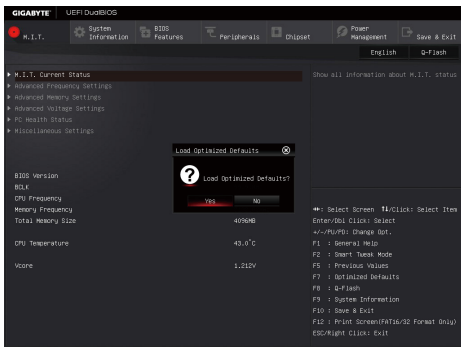 GIGABYTE™ UEFI DualBIOS
M.I.T.
System Information
BIOS Features
Peripherals
Chipset
Power Management
Save & Exit
English
Q-Flash
M.I.T. Current Status
Advanced Frequency Settings
Advanced Memory Settings
Advanced Voltage Settings
PC Health Status
Miscellaneous Settings
Show all information about M.I.T. status
Load Optimized Defaults
Load Optimized Defaults?
Yes No
BIOS Version
BCLK
CPU Frequency
Memory Frequency
Total Memory Size 4096MB
CPU Temperature 43.0°C
Vcore 1.212V
: Select Screen ↑↓/Click: Select Item
Enter/Dbl Click: Select
+/-/PU/PD: Change Opt.
F1 : General Help
F2 : Smart Tweak Mode
F5 : Previous Values
F7 : Optimized Defaults
F8 : Q-Flash
F9 : System Information
F10 : Save & Exit
F12 : Print Screen(FAT16/32 Format Only)
ESC/Right Click: Exit